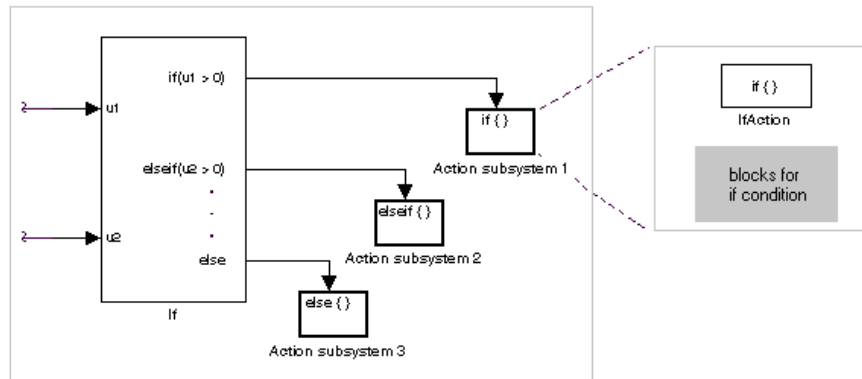 if(u1 > 0)
u1
if { }
Action subsystem 1
elseif(u2 > 0)
elseif { }
Action subsystem 2
u2
else
else { }
Action subsystem 3
If
if { }
IfAction
blocks for
if condition